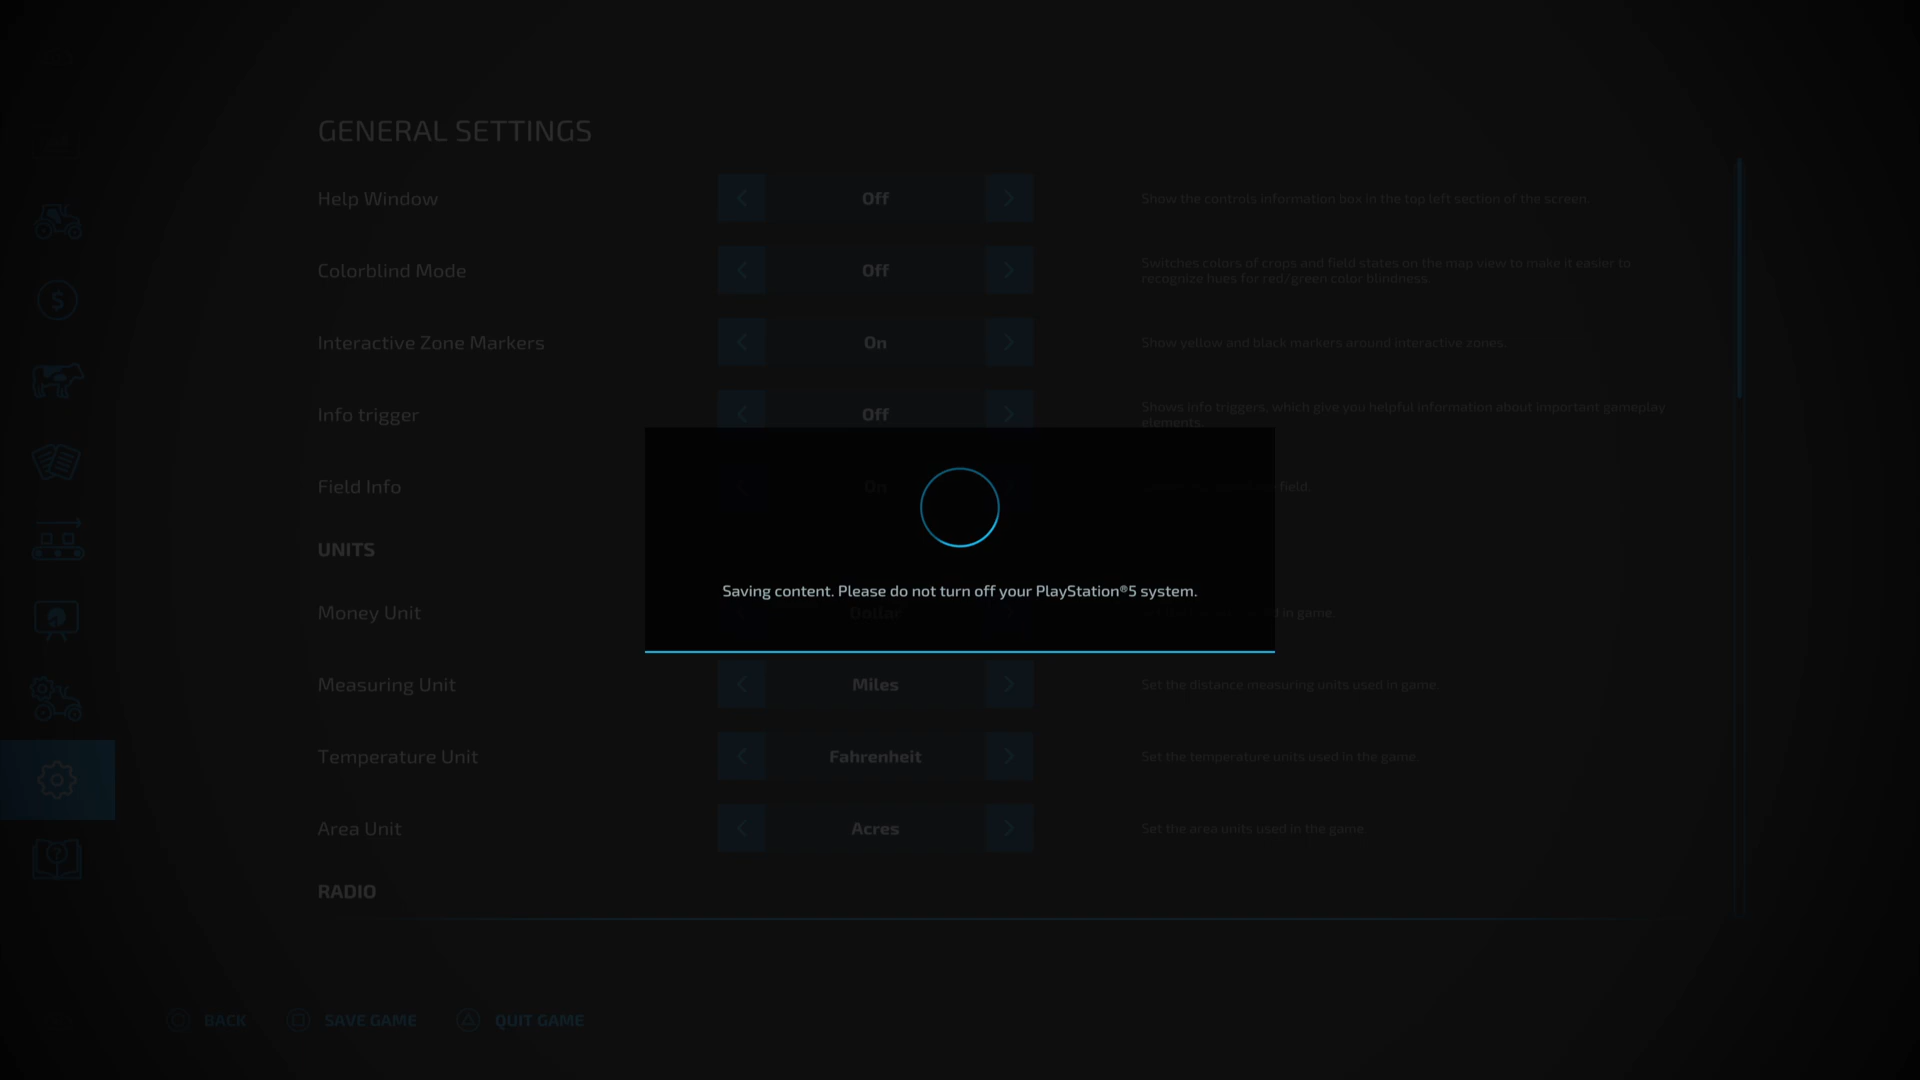 GENERAL SETTINGS
Help Window
Off
Show the controls information box in the top left section of the screen.
Colorblind Mode
Off
Switches colors of crops and field states on the map view to make it easier to
recognize hues for red/green color blindness.
Interactive Zone Markers
On
Show yellow and black markers around interactive zones.
Info trigger
Off
Shows info triggers, which give you helpful information about important gameplay
elements.
Field Info
On
field.
Saving content. Please do not turn off your PlayStation®5 system.
UNITS
Money Unit
Dollar
in game.
Measuring Unit
Miles
Set the distance measuring units used in game.
Temperature Unit
Fahrenheit
Set the temperature units used in the game.
Area Unit
Acres
Set the area units used in the game.
RADIO
BACK
SAVE GAME
QUIT GAME